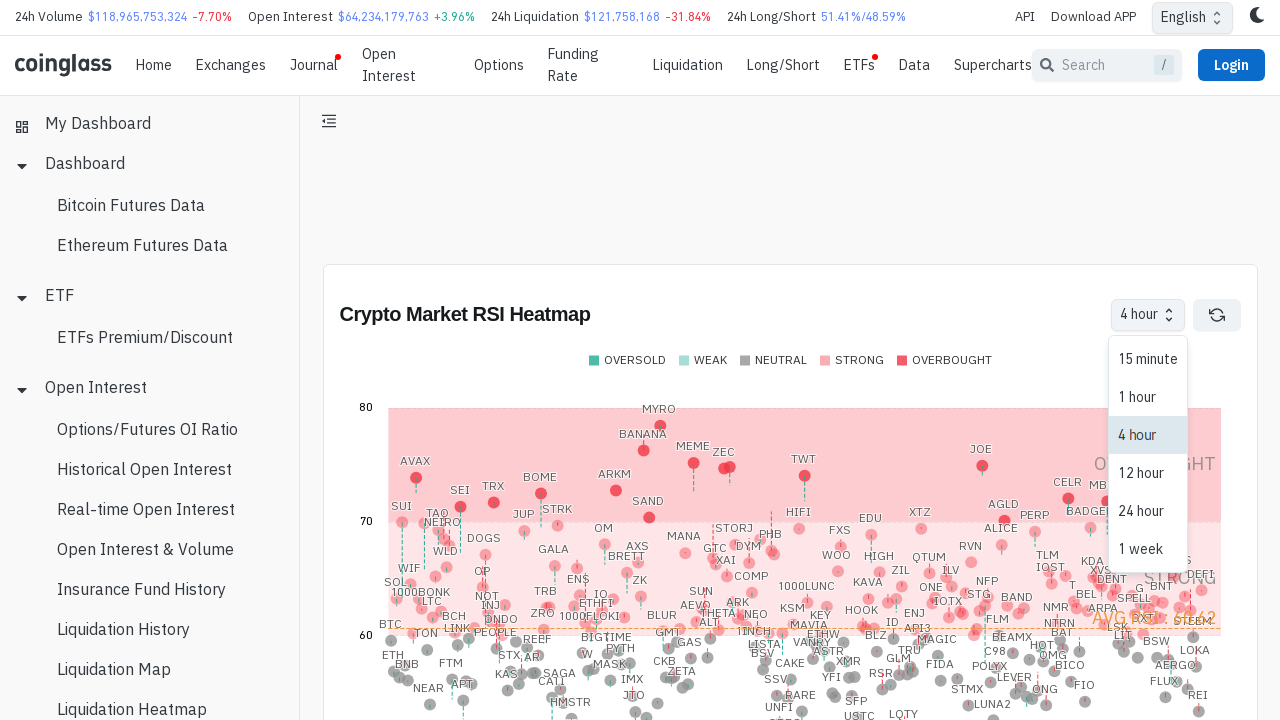 24h Volume $118,965,753,324 -7.70% Open Interest $64,234,179,763 +3.96% 24h Liquidation $121,758,168 -31.84% 24h Long/Short 51.41%/48.59% API Download APP English
coinglass Home Exchanges Journal Open Interest Options Funding Rate Liquidation Long/Short ETFs Data Supercharts Search / Login
My Dashboard
Dashboard
Bitcoin Futures Data
Ethereum Futures Data
ETF
ETFs Premium/Discount
Open Interest
Options/Futures OI Ratio
Historical Open Interest
Real-time Open Interest
Open Interest & Volume
Insurance Fund History
Liquidation History
Liquidation Map
Liquidation Heatmap
Crypto Market RSI Heatmap 4 hour
OVERSOLD WEAK NEUTRAL STRONG OVERBOUGHT
15 minute
1 hour
4 hour
12 hour
24 hour
1 week
80
MYRO
BANANA
MEME ZEC
AVAX TWT JOE
BOME ARKM
SEI TRX CELR
SAND AGLD
SUI TAO JUP STRK HIFI EDU XTZ PERP BADGER
70
NEIRO OM STORJ PHB FXS ALICE
DOGS MANA
WLD GALA BRETT AXS GTC DYM WOO HIGH QTUM RVN TLM KDA
WIF OP ENS ZK XAI COMP ZIL ILV IOST XVS
SOL 1000BONK NOT TRB IO SUN 1000LUNC KAVA ONE NFP T DENT DEFI
LTC INJ ZRO ETHFI AEVO ARK KSM HOOK IOTX STG BAND NMR BEL ARPA SPELL BNT
BTC BCH DNDO 1000FLOKI BLUR THETA NEO KEY ENJ FLM NTRN
60
TON LINK PEOPLE REEF GMT ALT 1INCH MAVIA BLZ ID API3 BEAMX BAT LIT LSK STEEM
ETH STX BIGTIME PYTH GAS LISTA VANRY ETHW MAGIC HOT BSW
BNB FTM AR W MASK CKB BSV ASTR XMR TRU C98 OMG LOKA
KAS SAGA ZETA CAKE GLM FIDA POLYX BICO AERGO
NEAR APT CATI IMX SSV YFI RSR STMX LEVER ONG FIO FLUX
HMSTR JTO RARE SFP LUNA2 REI
UNFI USTC LQTY